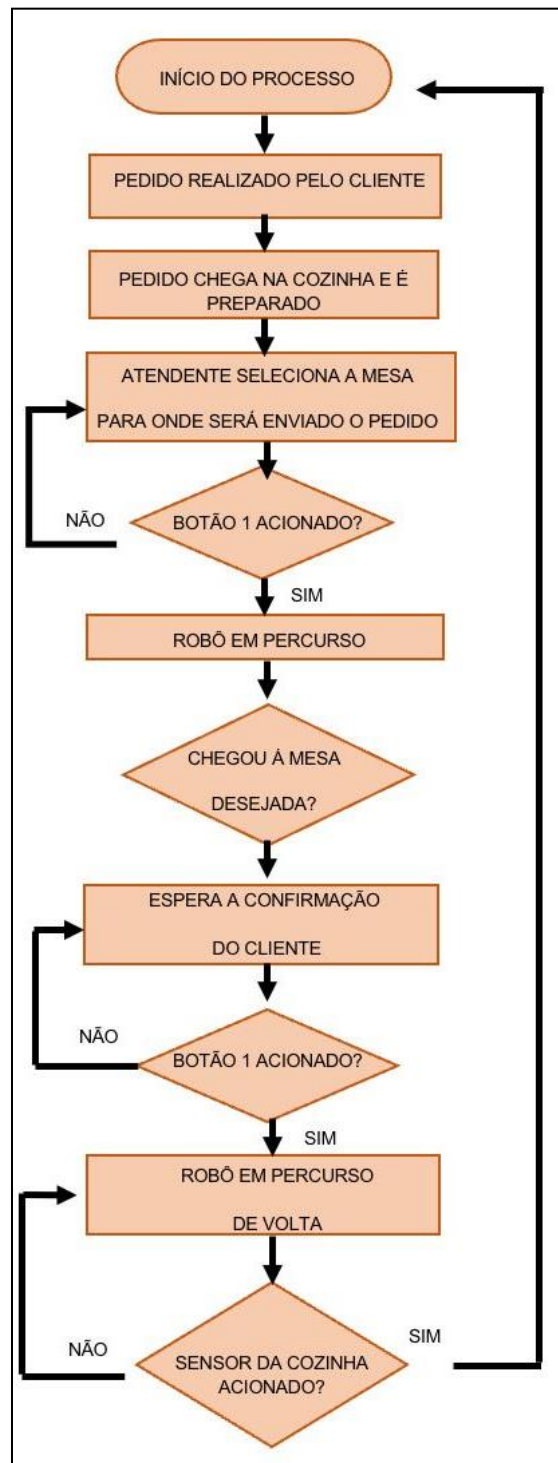 INÍCIO DO PROCESSO
PEDIDO REALIZADO PELO CLIENTE
PEDIDO CHEGA NA COZINHA E É
PREPARADO
ATENDENTE SELECIONA A MESA
PARA ONDE SERÁ ENVIADO O PEDIDO
NÃO
BOTÃO 1 ACIONADO?
SIM
ROBÔ EM PERCURSO
CHEGOU Á MESA
DESEJADA?
ESPERA A CONFIRMAÇÃO
DO CLIENTE
NÃO
BOTÃO 1 ACIONADO?
SIM
ROBÔ EM PERCURSO
DE VOLTA
NÃO
SIM
SENSOR DA COZINHA
ACIONADO?